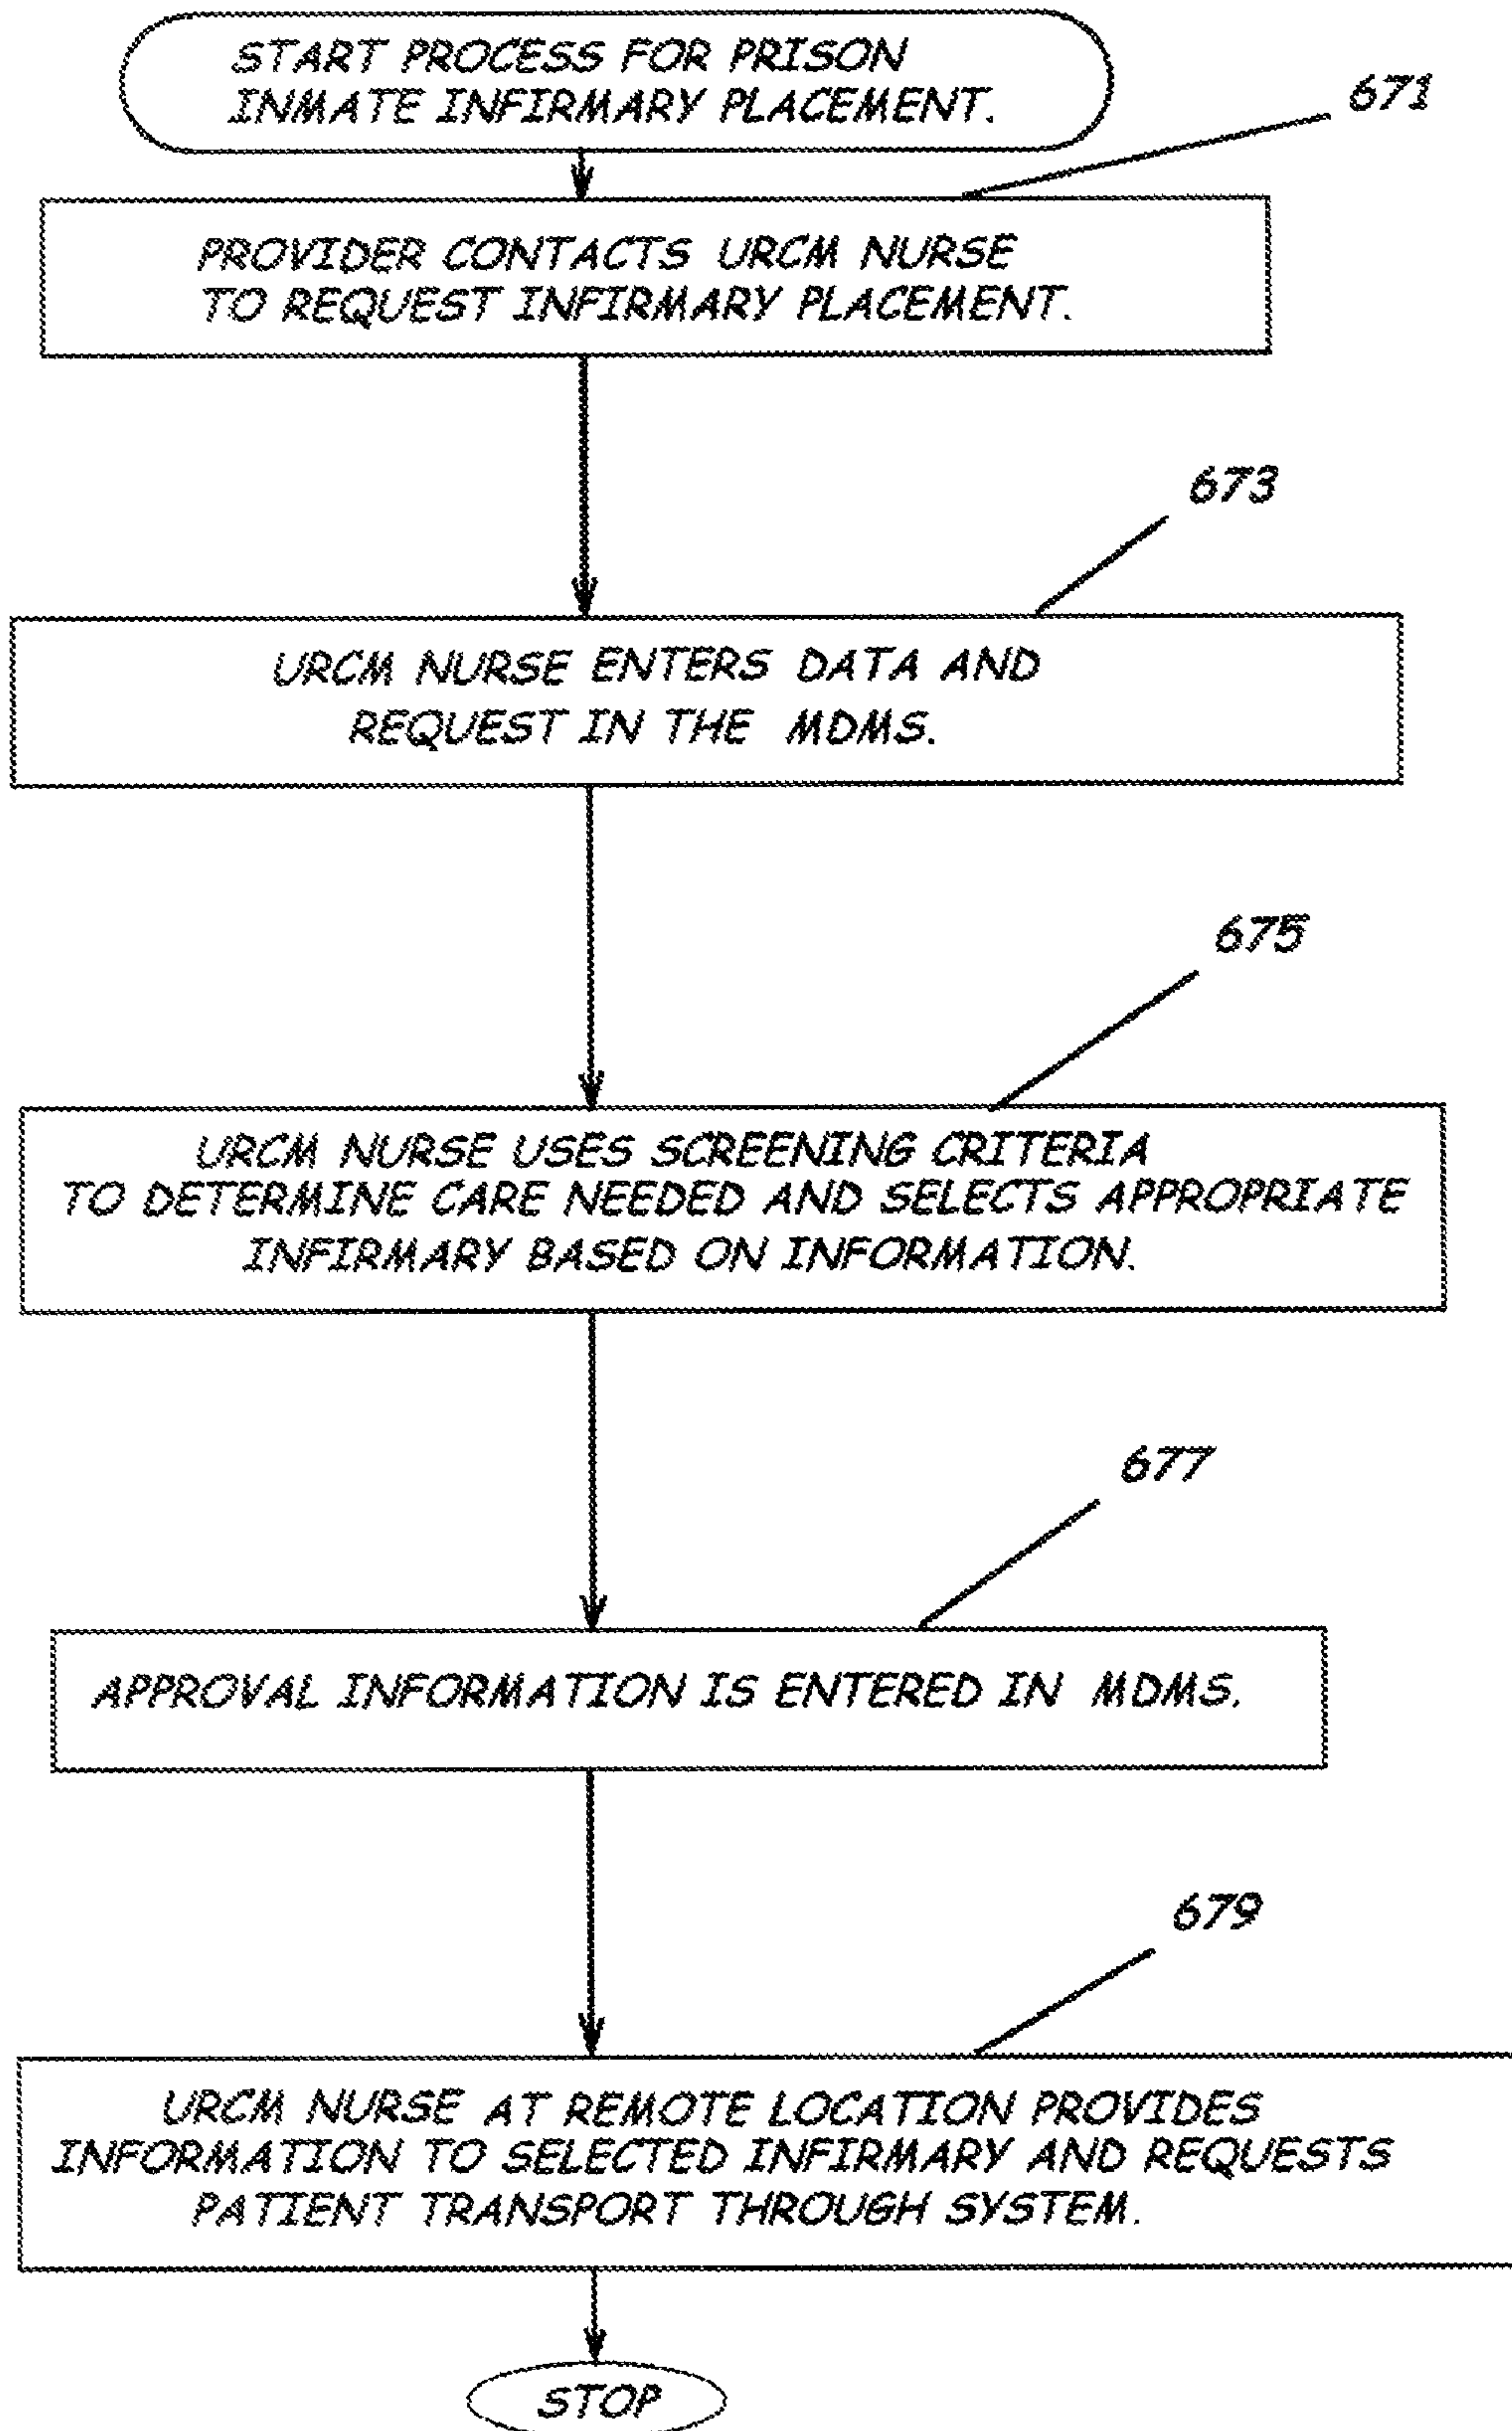 START PROCESS FOR PRISON
INMATE INFIRMARY PLACEMENT.
671
PROVIDER CONTACTS URCM NURSE
TO REQUEST INFIRMARY PLACEMENT.
673
URCM NURSE ENTERS DATA AND
REQUEST IN THE MDMS.
675
URCM NURSE USES SCREENING CRITERIA
TO DETERMINE CARE NEEDED AND SELECTS APPROPRIATE
INFIRMARY BASED ON INFORMATION.
677
APPROVAL INFORMATION IS ENTERED IN MDMS.
679
URCM NURSE AT REMOTE LOCATION PROVIDES
INFORMATION TO SELECTED INFIRMARY AND REQUESTS
PATIENT TRANSPORT THROUGH SYSTEM.
STOP